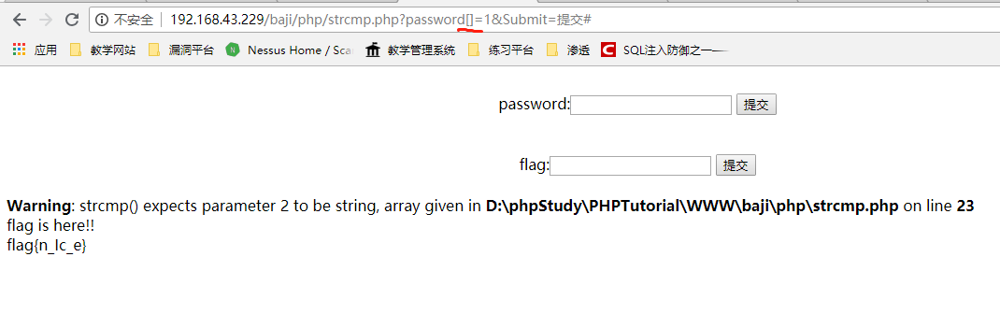 不安全 192.168.43.229/baji/php/strcmp.php?password[]=1&Submit=提交#
应用 教学网站 漏洞平台 Nessus Home / Sca 教学管理系统 练习平台 渗透 SQL注入防御之一——
password: 提交
flag: 提交
Warning: strcmp() expects parameter 2 to be string, array given in D:\phpStudy\PHPTutorial\WWW\baji\php\strcmp.php on line 23
flag is here!!
flag{n_Ic_e}